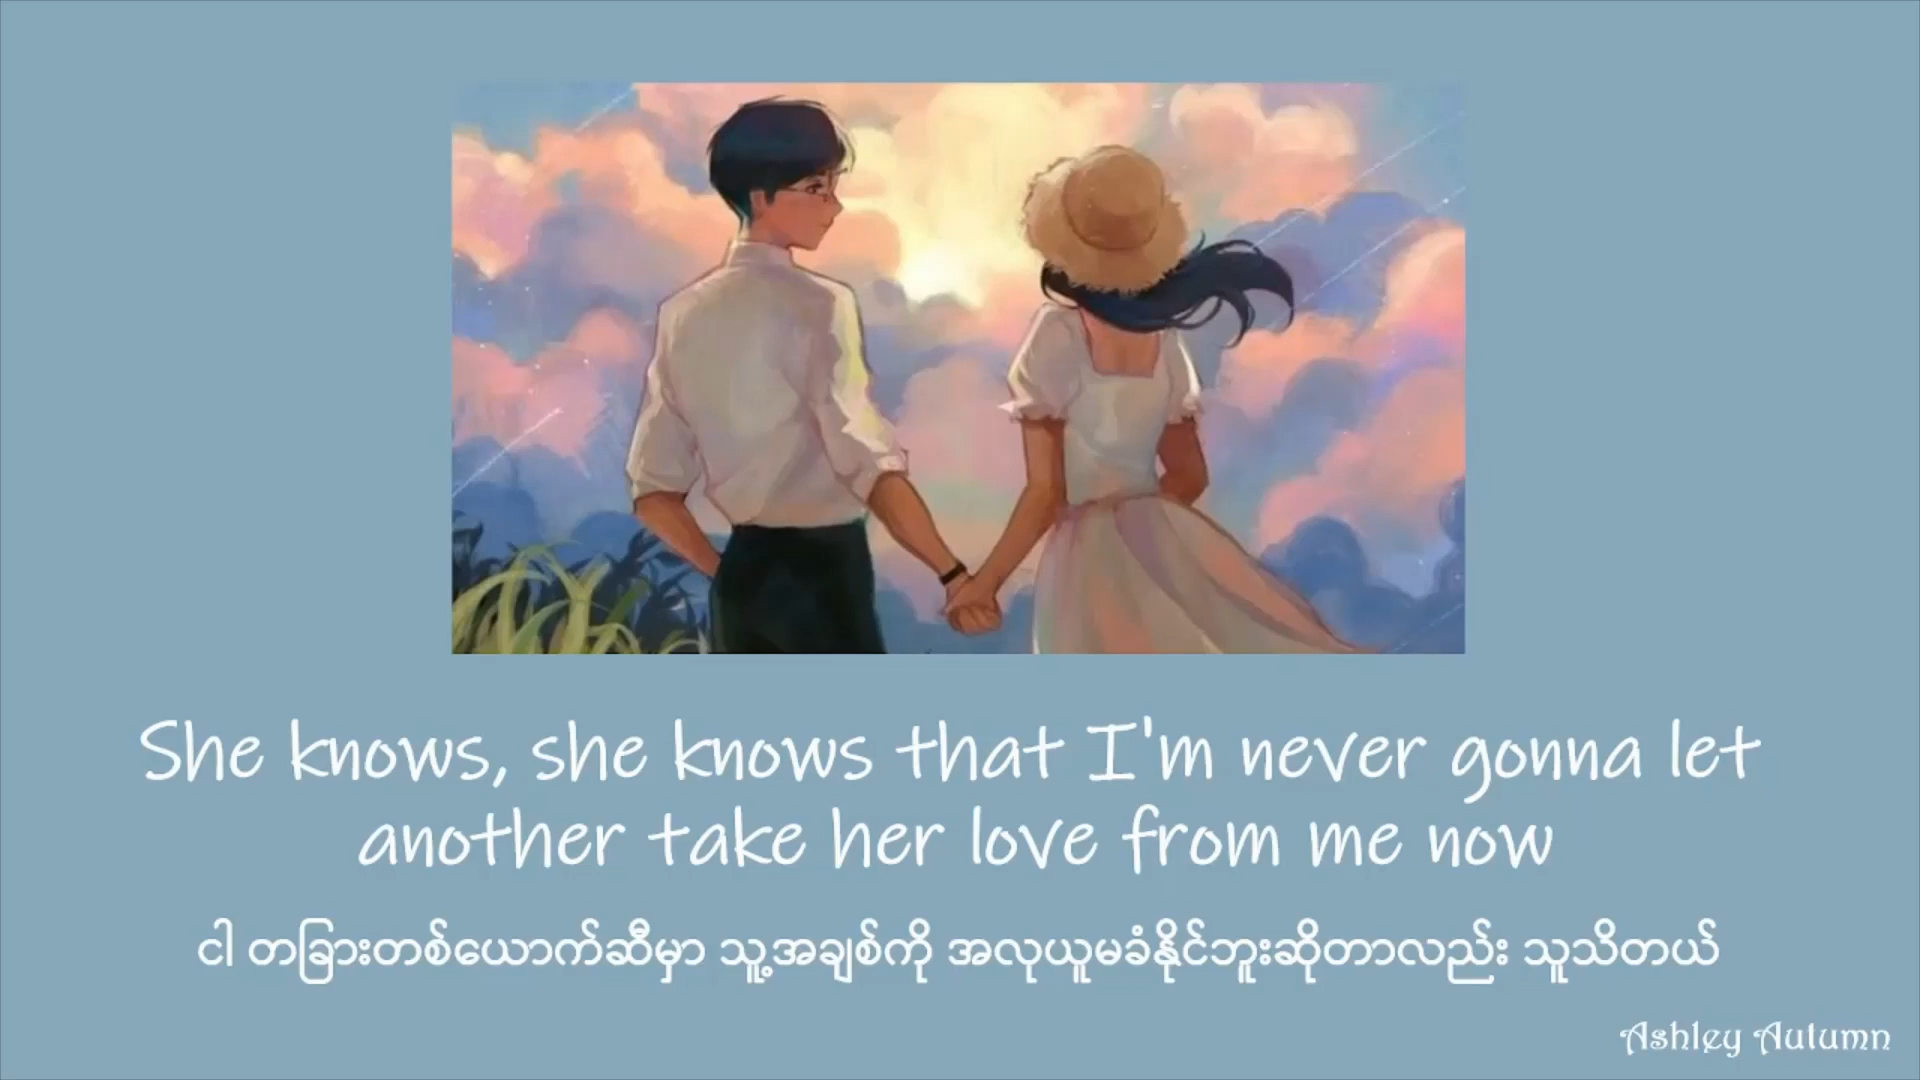 She knows, she knows that I'm never gonna let
another take her love from me now
ငါ တခြားတစ်ယောက်ဆီမှာ သူ့အချစ်ကို အလုယူမခံနိုင်ဘူးဆိုတာလည်း သူသိတယ်
Ashley Autumn